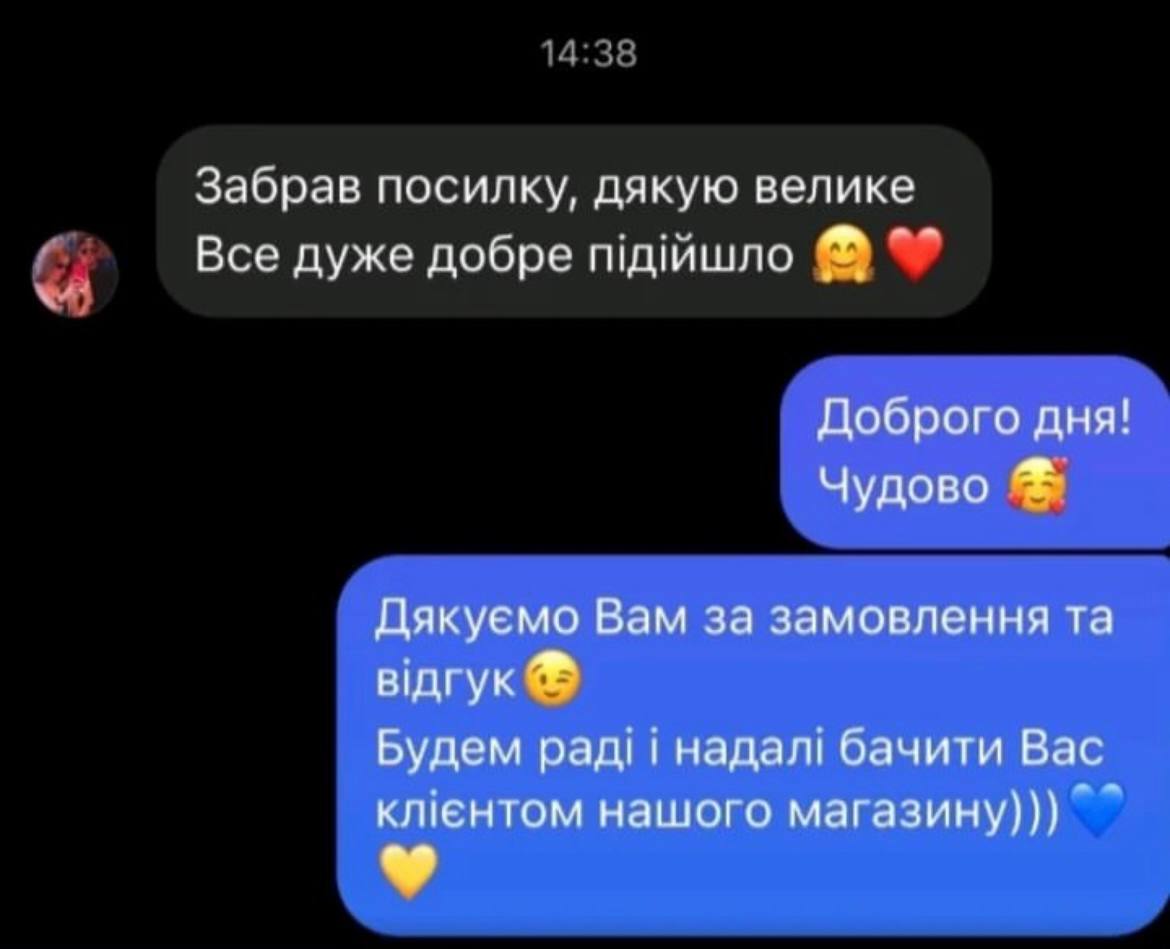 14:38
Забрав посилку, дякую велике
Все дуже добре підійшло 🤗❤️
Доброго дня!
Чудово 🥰
Дякуємо Вам за замовлення та
відгук😉
Будем раді і надалі бачити Вас
клієнтом нашого магазину)))💙
💛